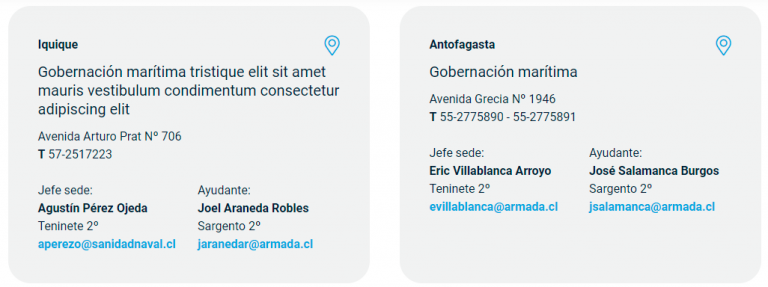 Iquique
Gobernación marítima tristique elit sit amet
mauris vestibulum condimentum consectetur
adipiscing elit
Avenida Arturo Prat Nº 706
T 57-2517223
Jefe sede:
Agustín Pérez Ojeda
Teninete 2º
aperezo@sanidadnaval.cl
Ayudante:
Joel Araneda Robles
Sargento 2º
jaranedar@armada.cl
Antofagasta
Gobernación marítima
Avenida Grecia Nº 1946
T 55-2775890 - 55-2775891
Jefe sede:
Eric Villablanca Arroyo
Teninete 2º
evillablanca@armada.cl
Ayudante:
José Salamanca Burgos
Sargento 2º
jsalamanca@armada.cl